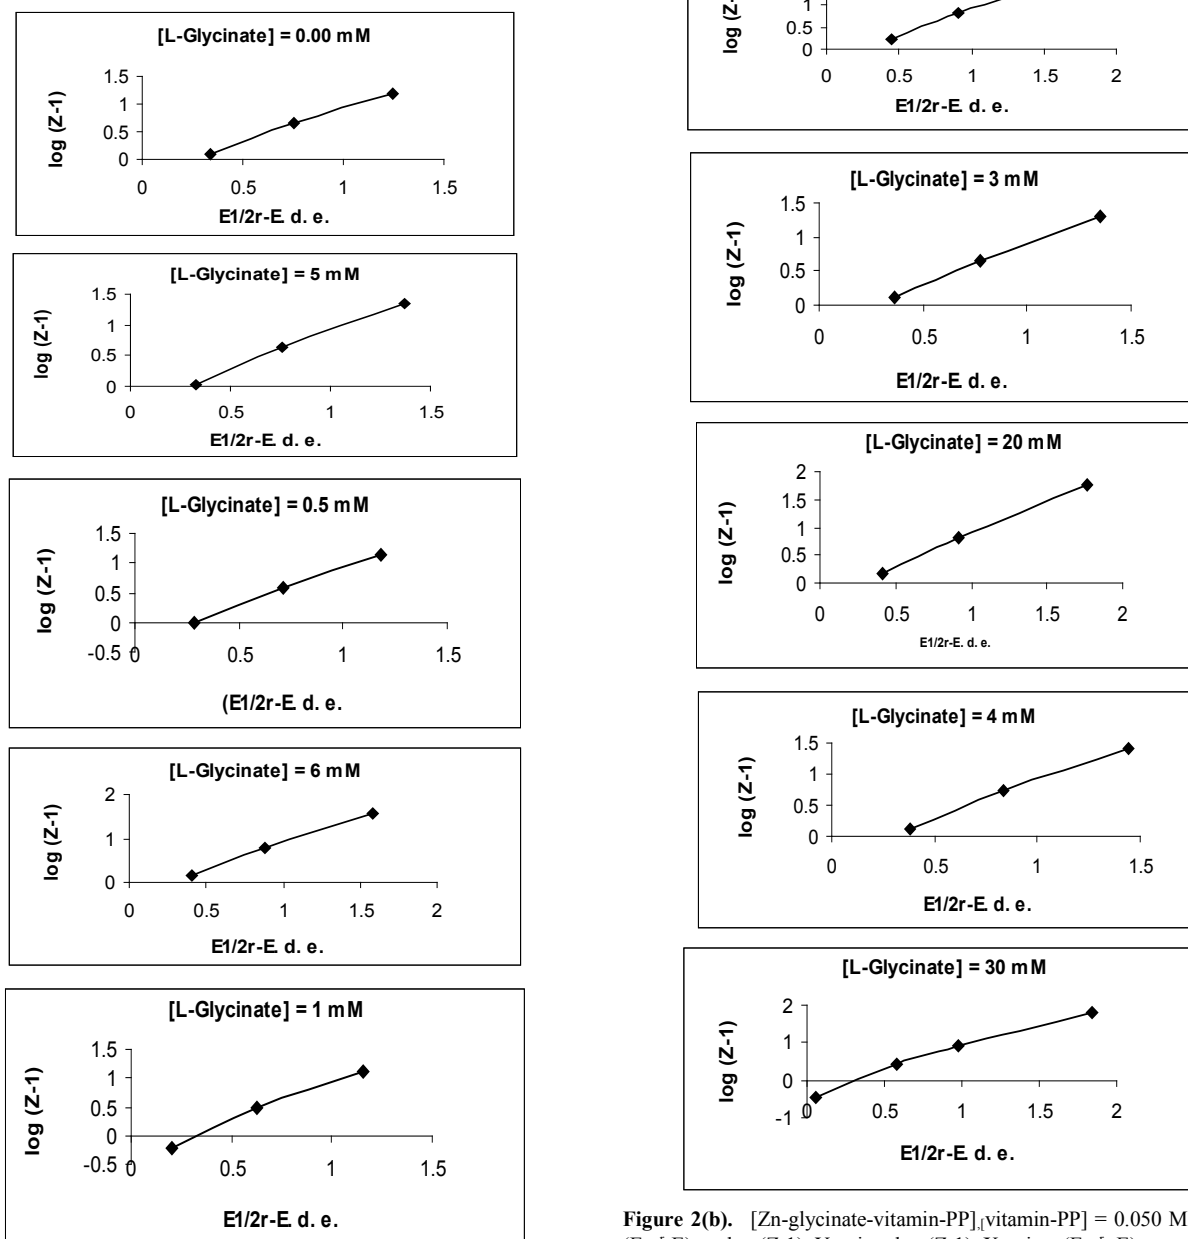 [L-Glycinate] = 0.00 mM
log (Z-1)
1.5
1
0.5
0
0 0.5 1 1.5
E1/2r-E. d. e.
[L-Glycinate] = 5 mM
log (Z-1)
1.5
1
0.5
0
0 0.5 1 1.5
E1/2r-E. d. e.
[L-Glycinate] = 0.5 mM
log (Z-1)
1.5
1
0.5
0
-0.5
0 0.5 1 1.5
(E1/2r-E. d. e.
[L-Glycinate] = 6 mM
log (Z-1)
2
1
0
0 0.5 1 1.5 2
E1/2r-E. d. e.
[L-Glycinate] = 1 mM
log (Z-1)
1.5
1
0.5
0
-0.5
0 0.5 1 1.5
E1/2r-E. d. e.
log (Z-
1
0.5
0
0 0.5 1 1.5 2
E1/2r-E. d. e.
[L-Glycinate] = 3 mM
log (Z-1)
1.5
1
0.5
0
0 0.5 1 1.5
E1/2r-E. d. e.
[L-Glycinate] = 20 mM
log (Z-1)
2
1.5
1
0.5
0
0 0.5 1 1.5 2
E1/2r-E. d. e.
[L-Glycinate] = 4 mM
log (Z-1)
1.5
1
0.5
0
0 0.5 1 1.5
E1/2r-E. d. e.
[L-Glycinate] = 30 mM
log (Z-1)
2
1
0
-1
0 0.5 1 1.5 2
E1/2r-E. d. e.
Figure 2(b). [Zn-glycinate-vitamin-PP],[vitamin-PP] = 0.050 M